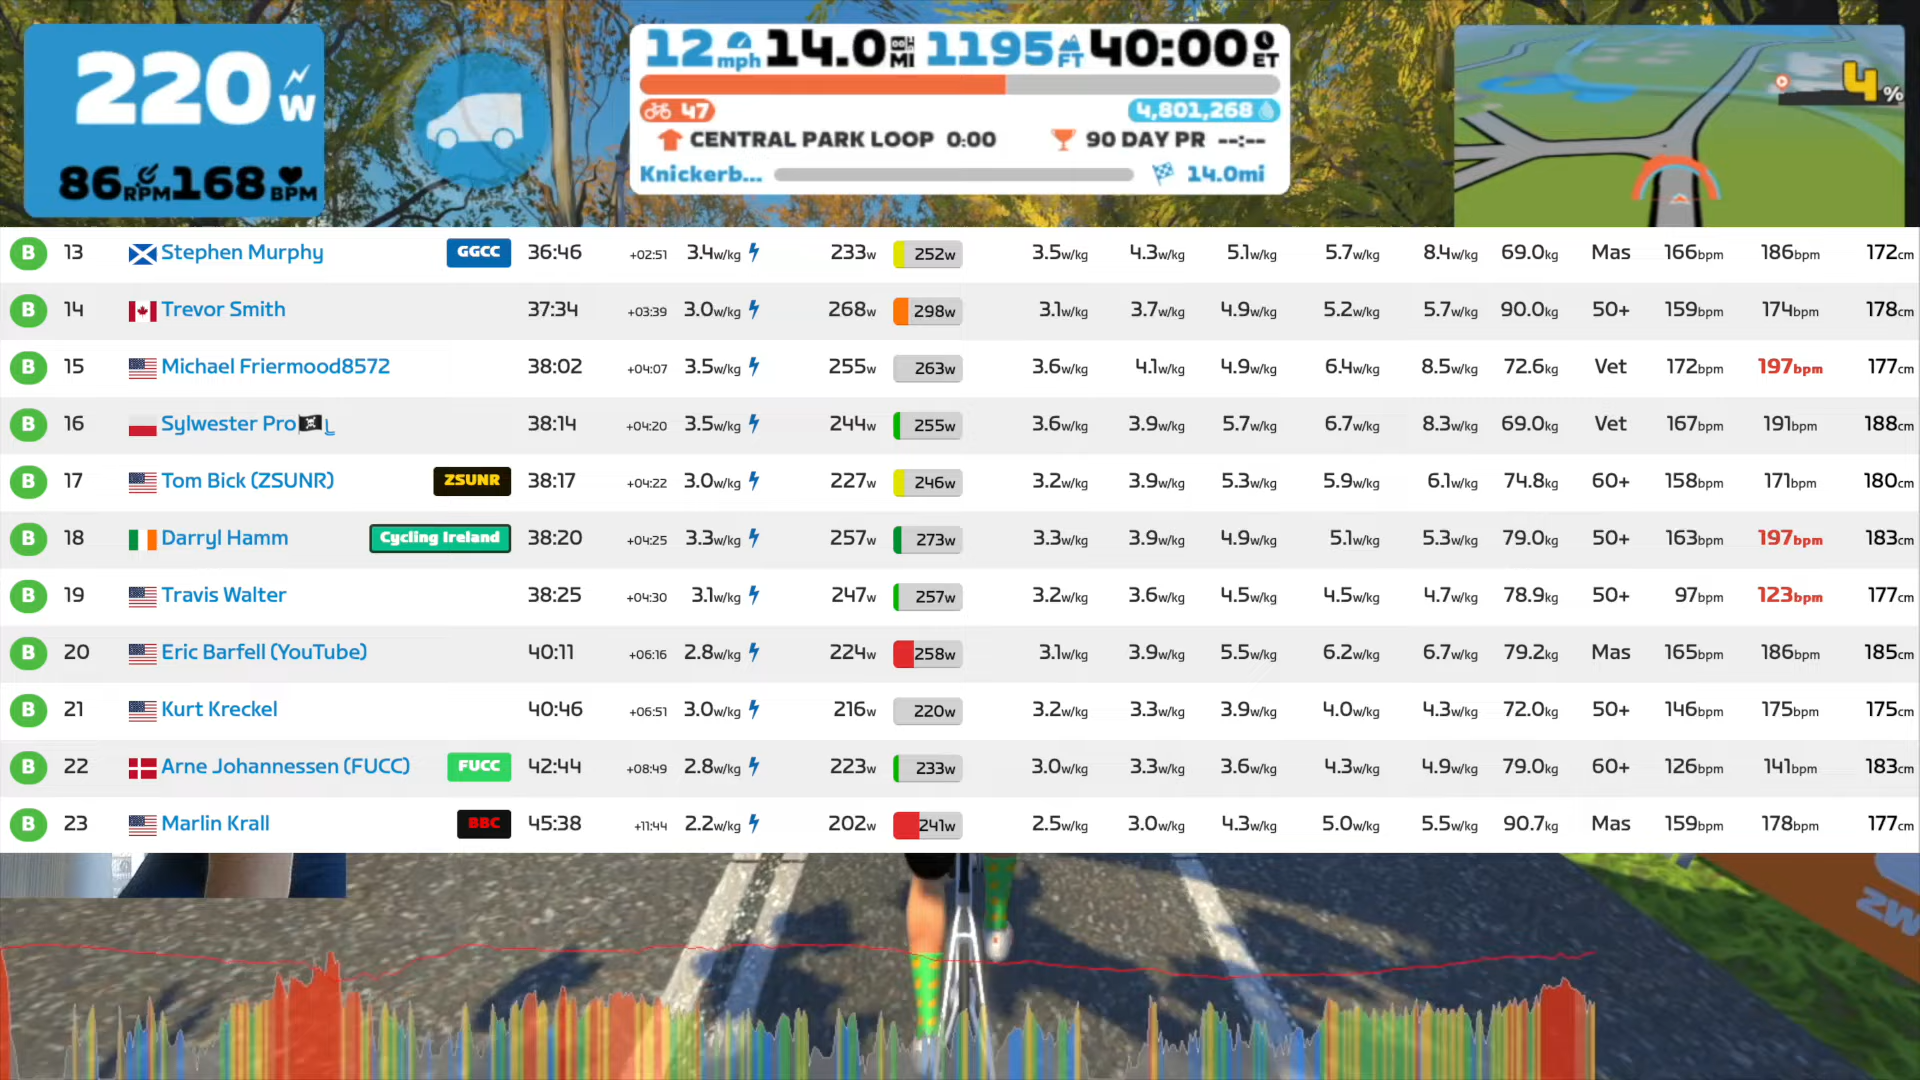 220 W
86 RPM 168 BPM
12 mph 14.0 MI 1195 FT 40:00 ET
47 4,801,268
CENTRAL PARK LOOP 0:00 90 DAY PR --:--
Knickerb... 14.0mi
4%
B 13 Stephen Murphy GGCC 36:46 +02:51 3.4w/kg 233w 252w 3.5w/kg 4.3w/kg 5.1w/kg 5.7w/kg 8.4w/kg 69.0kg Mas 166bpm 186bpm 172cm
B 14 Trevor Smith 37:34 +03:39 3.0w/kg 268w 298w 3.1w/kg 3.7w/kg 4.9w/kg 5.2w/kg 5.7w/kg 90.0kg 50+ 159bpm 174bpm 178cm
B 15 Michael Friermood8572 38:02 +04:07 3.5w/kg 255w 263w 3.6w/kg 4.1w/kg 4.9w/kg 6.4w/kg 8.5w/kg 72.6kg Vet 172bpm 197bpm 177cm
B 16 Sylwester Pro 38:14 +04:20 3.5w/kg 244w 255w 3.6w/kg 3.9w/kg 5.7w/kg 6.7w/kg 8.3w/kg 69.0kg Vet 167bpm 191bpm 188cm
B 17 Tom Bick (ZSUNR) ZSUNR 38:17 +04:22 3.0w/kg 227w 246w 3.2w/kg 3.9w/kg 5.3w/kg 5.9w/kg 6.1w/kg 74.8kg 60+ 158bpm 171bpm 180cm
B 18 Darryl Hamm Cycling Ireland 38:20 +04:25 3.3w/kg 257w 273w 3.3w/kg 3.9w/kg 4.9w/kg 5.1w/kg 5.3w/kg 79.0kg 50+ 163bpm 197bpm 183cm
B 19 Travis Walter 38:25 +04:30 3.1w/kg 247w 257w 3.2w/kg 3.6w/kg 4.5w/kg 4.5w/kg 4.7w/kg 78.9kg 50+ 97bpm 123bpm 177cm
B 20 Eric Barfell (YouTube) 40:11 +06:16 2.8w/kg 224w 258w 3.1w/kg 3.9w/kg 5.5w/kg 6.2w/kg 6.7w/kg 79.2kg Mas 165bpm 186bpm 185cm
B 21 Kurt Kreckel 40:46 +06:51 3.0w/kg 216w 220w 3.2w/kg 3.3w/kg 3.9w/kg 4.0w/kg 4.3w/kg 72.0kg 50+ 146bpm 175bpm 175cm
B 22 Arne Johannessen (FUCC) FUCC 42:44 +08:49 2.8w/kg 223w 233w 3.0w/kg 3.3w/kg 3.6w/kg 4.3w/kg 4.9w/kg 79.0kg 60+ 126bpm 141bpm 183cm
B 23 Marlin Krall BBC 45:38 +11:44 2.2w/kg 202w 241w 2.5w/kg 3.0w/kg 4.3w/kg 5.0w/kg 5.5w/kg 90.7kg Mas 159bpm 178bpm 177cm
ZW